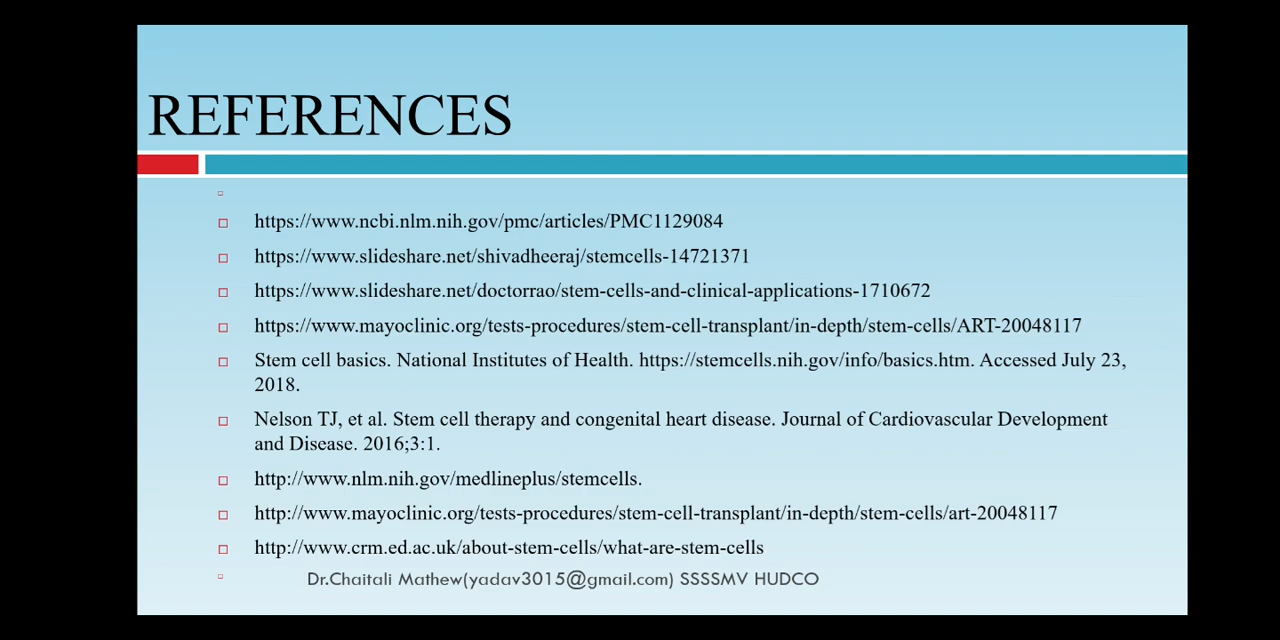 REFERENCES
https://www.ncbi.nlm.nih.gov/pmc/articles/PMC1129084
https://www.slideshare.net/shivadheeraj/stemcells-14721371
https://www.slideshare.net/doctorrao/stem-cells-and-clinical-applications-1710672
https://www.mayoclinic.org/tests-procedures/stem-cell-transplant/in-depth/stem-cells/ART-20048117
Stem cell basics. National Institutes of Health. https://stemcells.nih.gov/info/basics.htm. Accessed July 23,
2018.
Nelson TJ, et al. Stem cell therapy and congenital heart disease. Journal of Cardiovascular Development
and Disease. 2016;3:1.
http://www.nlm.nih.gov/medlineplus/stemcells.
http://www.mayoclinic.org/tests-procedures/stem-cell-transplant/in-depth/stem-cells/art-20048117
http://www.crm.ed.ac.uk/about-stem-cells/what-are-stem-cells
Dr.Chaitali Mathew(yadav3015@gmail.com) SSSSMV HUDCO